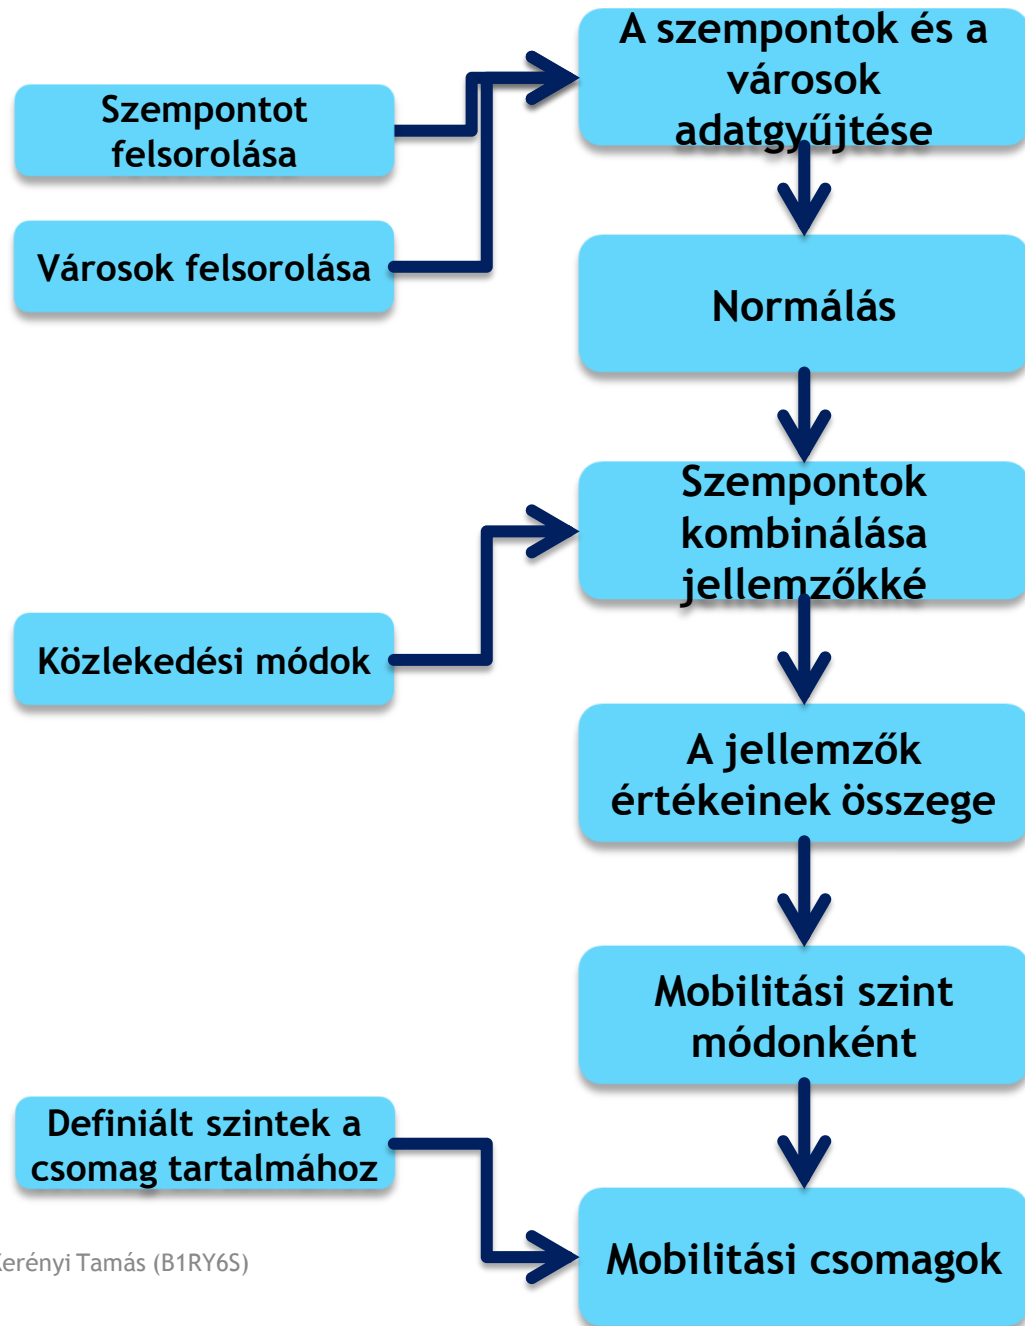 A szempontok és a
városok
adatgyűjtése
Szempontot
felsorolása
Városok felsorolása
Normálás
Szempontok
kombinálása
jellemzőkké
Közlekedési módok
A jellemzők
értékeinek összege
Mobilitási szint
módonként
Definiált szintek a
csomag tartalmához
Mobilitási csomagok
Kerényi Tamás (B1RY6S)